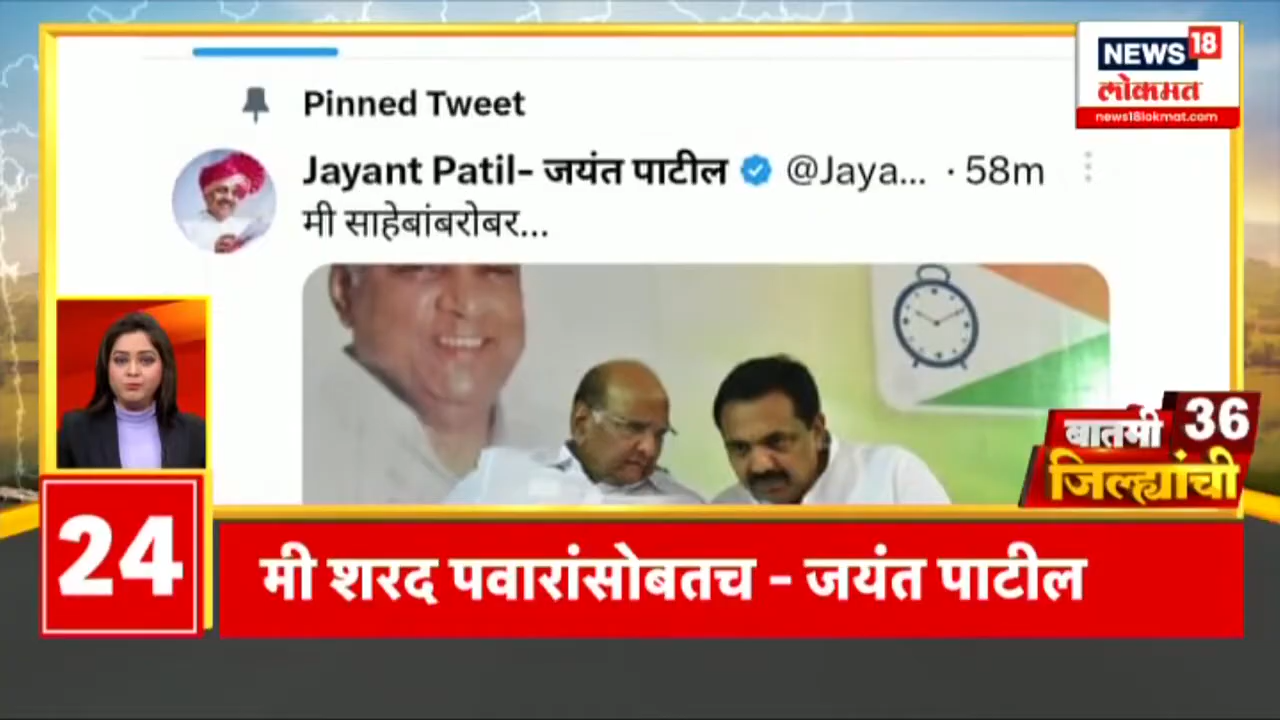 NEWS 18
लोकमत
news18lokmat.com
Pinned Tweet
Jayant Patil- जयंत पाटील @Jaya... · 58m
मी साहेबांबरोबर...
बातमी 36
जिल्ह्यांची
24
मी शरद पवारांसोबतच - जयंत पाटील